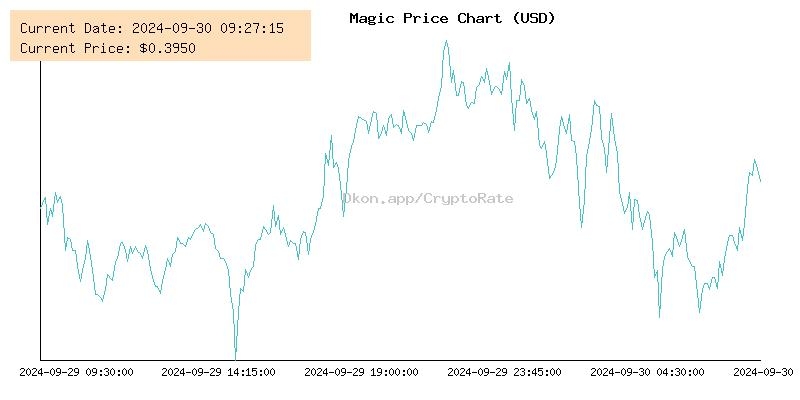 Magic Price Chart (USD)
Current Date: 2024-09-30 09:27:15
Current Price: $0.3950
Dkon.app/CryptoRate
2024-09-29 09:30:00 2024-09-29 14:15:00 2024-09-29 19:00:00 2024-09-29 23:45:00 2024-09-30 04:30:00 2024-09-30